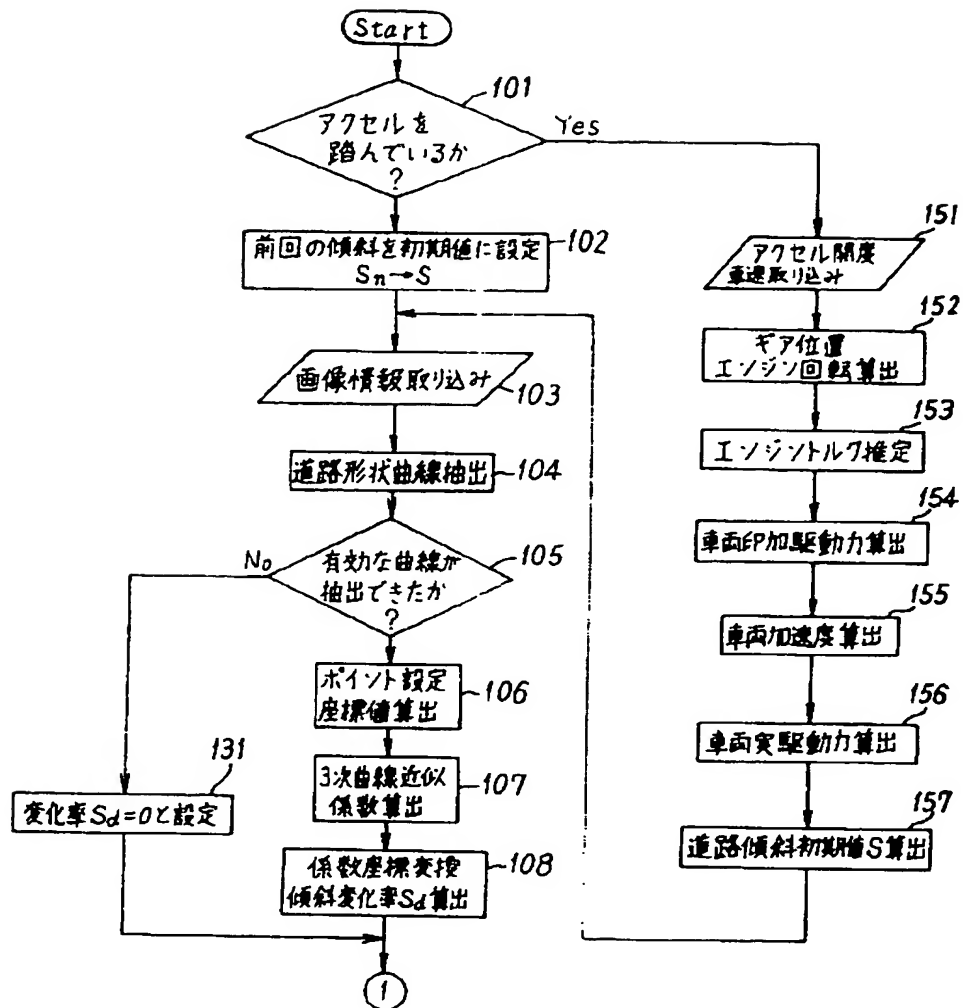 Start
101
アクセルを
踏んでいるか
?
Yes
前回の傾斜を初期値に設定
Sn→S
102
画像情報取り込み
103
道路形状曲線抽出
104
有効な曲線が
抽出できたか
?
105
No
ポイント設定
座標値算出
106
3次曲線近似
係数算出
107
131
変化率Sd=0と設定
係数座標変換
傾斜変化率Sd算出
108
1
151
アクセル開度
車速取り込み
152
ギア位置
エンジン回転算出
153
エンジントルク推定
154
車両印加駆動力算出
155
車両加速度算出
156
車両実駆動力算出
157
道路傾斜初期値S算出